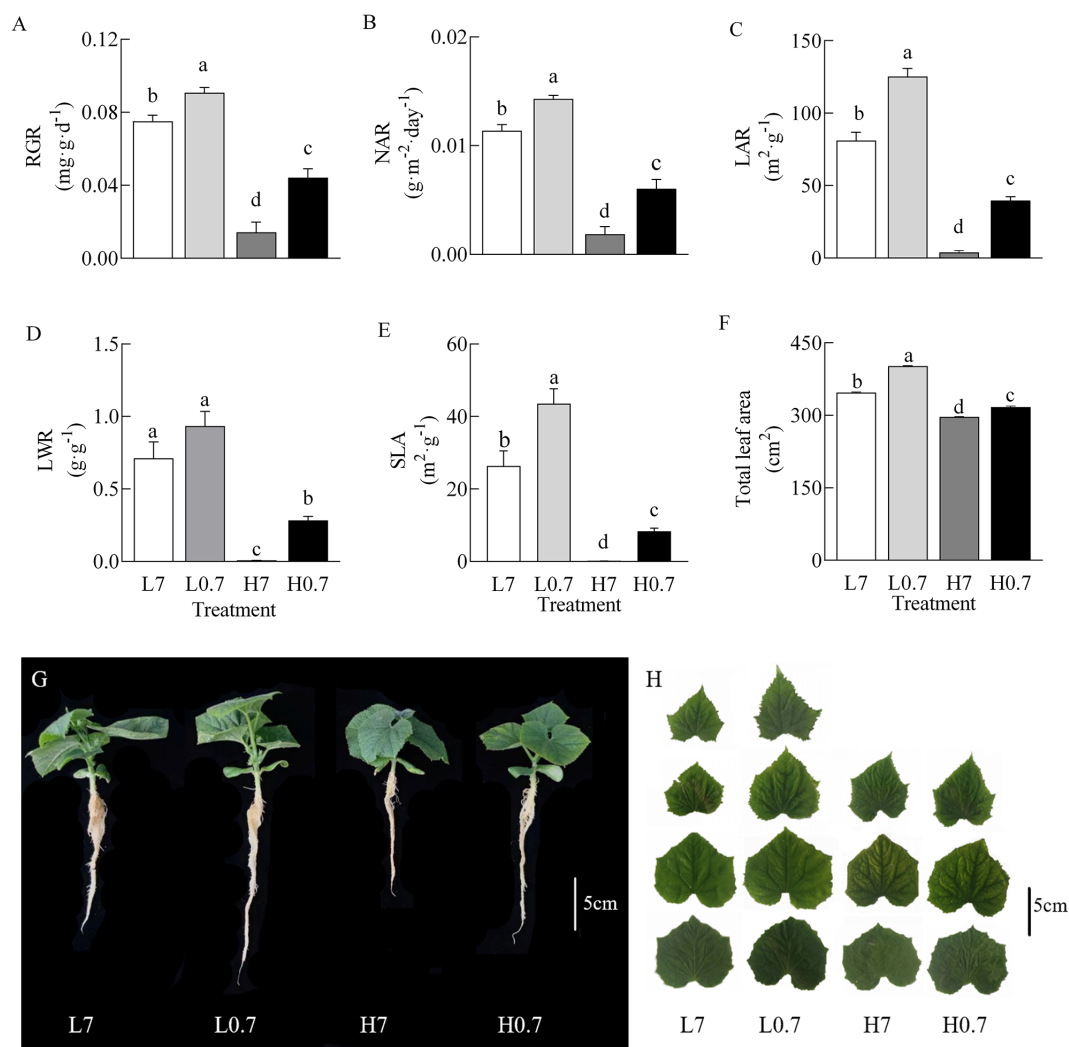 A
RGR
(mg·g·d⁻¹)
0.12
0.08
0.04
0.00
b
a
d
c
B
NAR
(g·m⁻²·day⁻¹)
0.02
0.01
0.00
b
a
d
c
C
LAR
(m²·g⁻¹)
150
100
50
0
b
a
d
c
D
LWR
(g·g⁻¹)
1.5
1.0
0.5
0.0
a
a
c
b
L7 L0.7 H7 H0.7
Treatment
E
SLA
(m²·g⁻¹)
60
40
20
0
b
a
d
c
L7 L0.7 H7 H0.7
Treatment
F
Total leaf area
(cm²)
450
300
150
0
b
a
d
c
L7 L0.7 H7 H0.7
Treatment
G
5cm
L7 L0.7 H7 H0.7
H
5cm
L7 L0.7 H7 H0.7